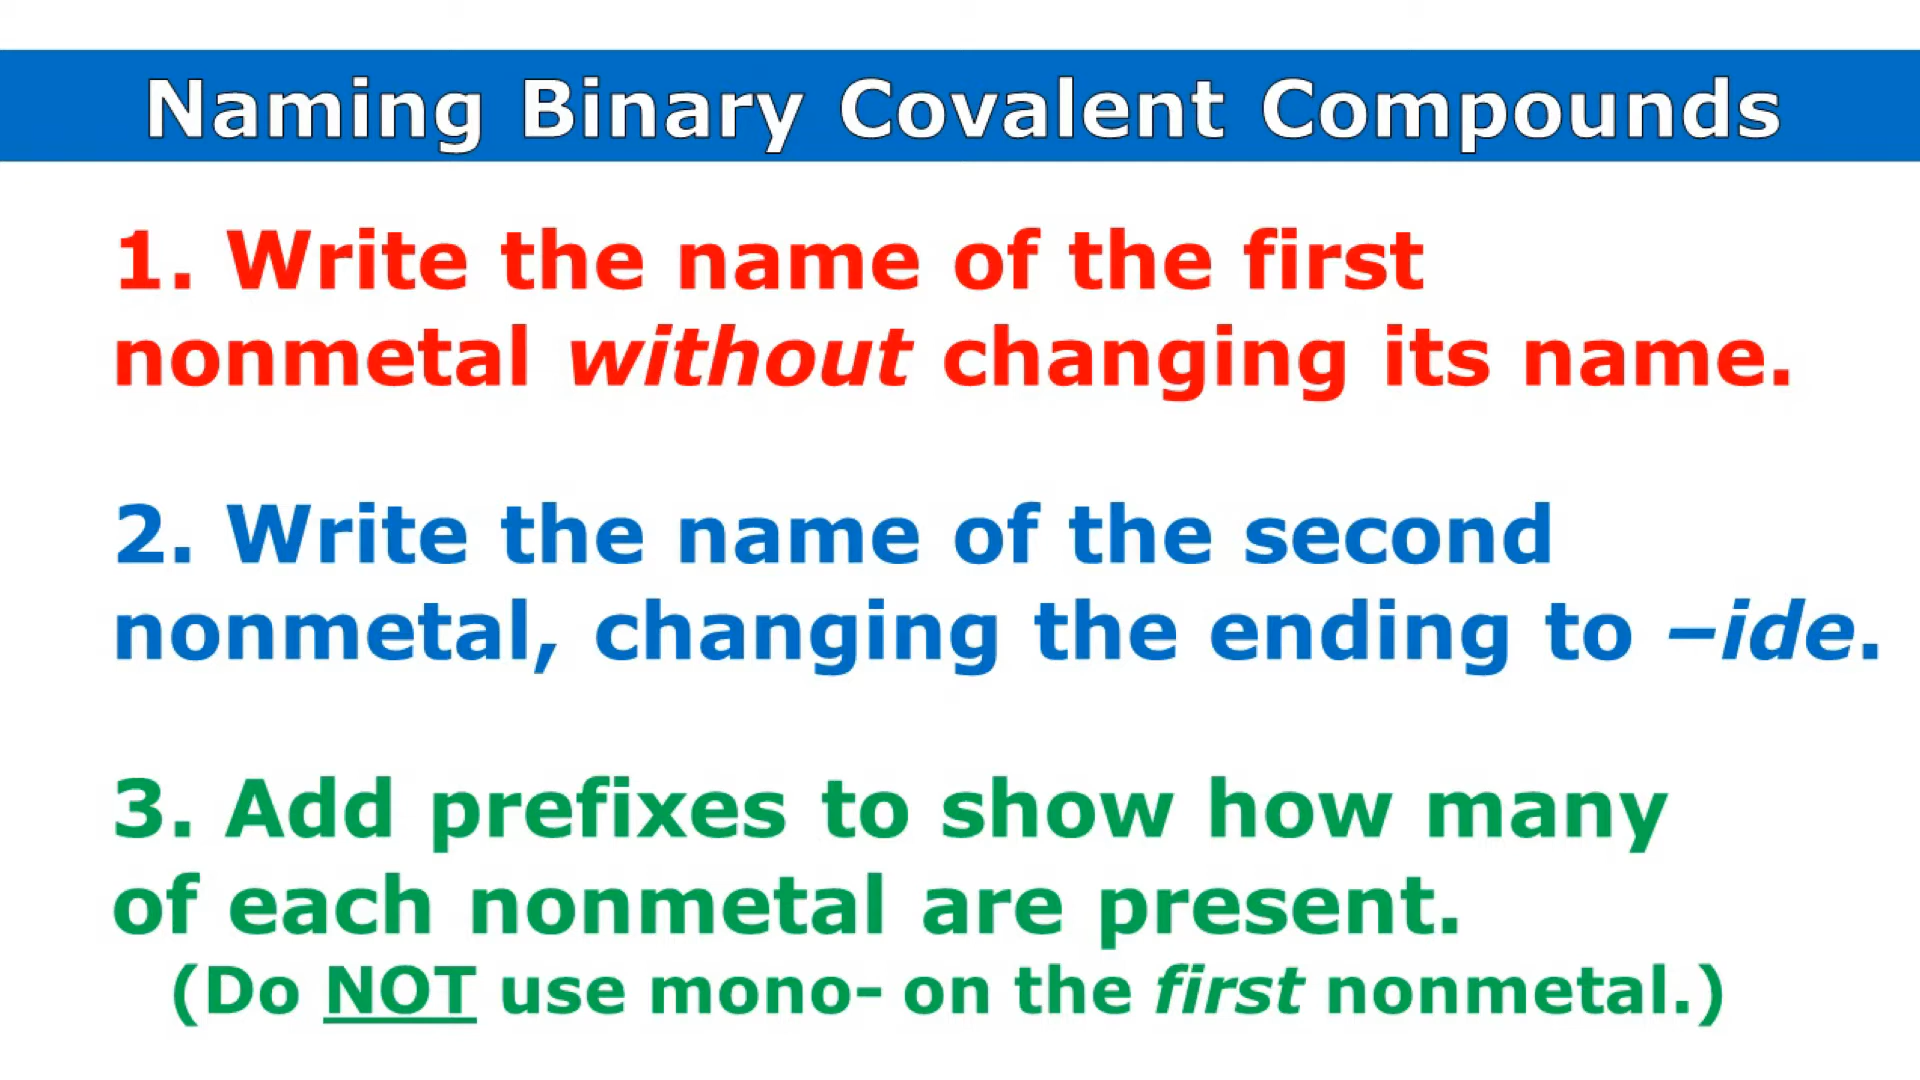 Naming Binary Covalent Compounds
1. Write the name of the first
nonmetal without changing its name.
2. Write the name of the second
nonmetal, changing the ending to –ide.
3. Add prefixes to show how many
of each nonmetal are present.
(Do NOT use mono- on the first nonmetal.)